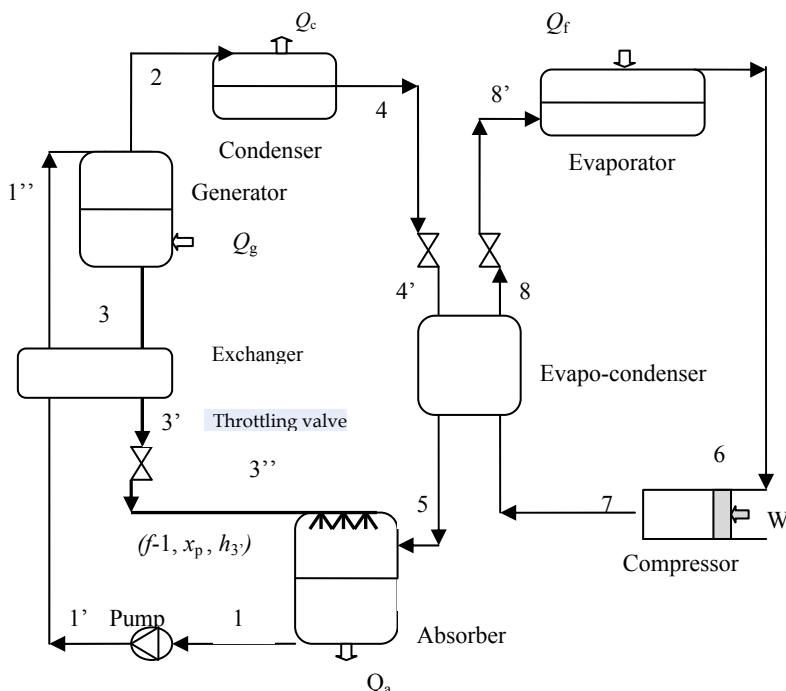 Qc
Qf
2
4
8’
Condenser
Evaporator
Generator
1’’
Qg
4’
8
3
Exchanger
Evapo-condenser
3’
Throttling valve
3’’
6
5
7
W
(f-1, xp , h3’)
Compressor
1’
Pump
1
Absorber
Qa